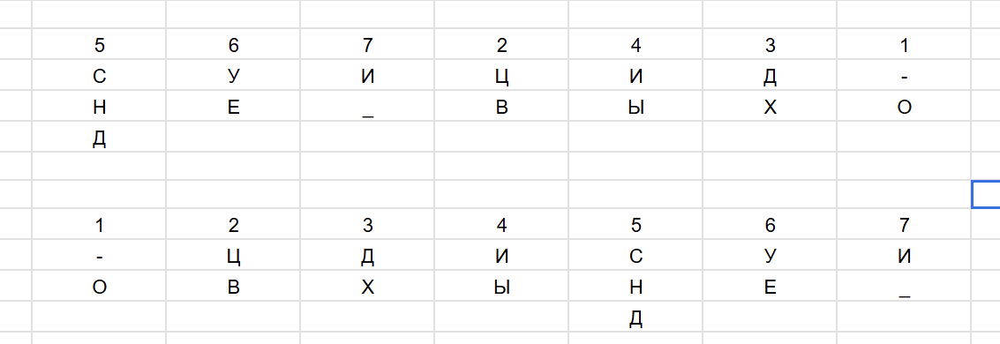 5 6 7 2 4 3 1
С У И Ц И Д -
Н Е _ В Ы Х О
Д
1 2 3 4 5 6 7
- Ц Д И С У И
О В Х Ы Н Е _
Д